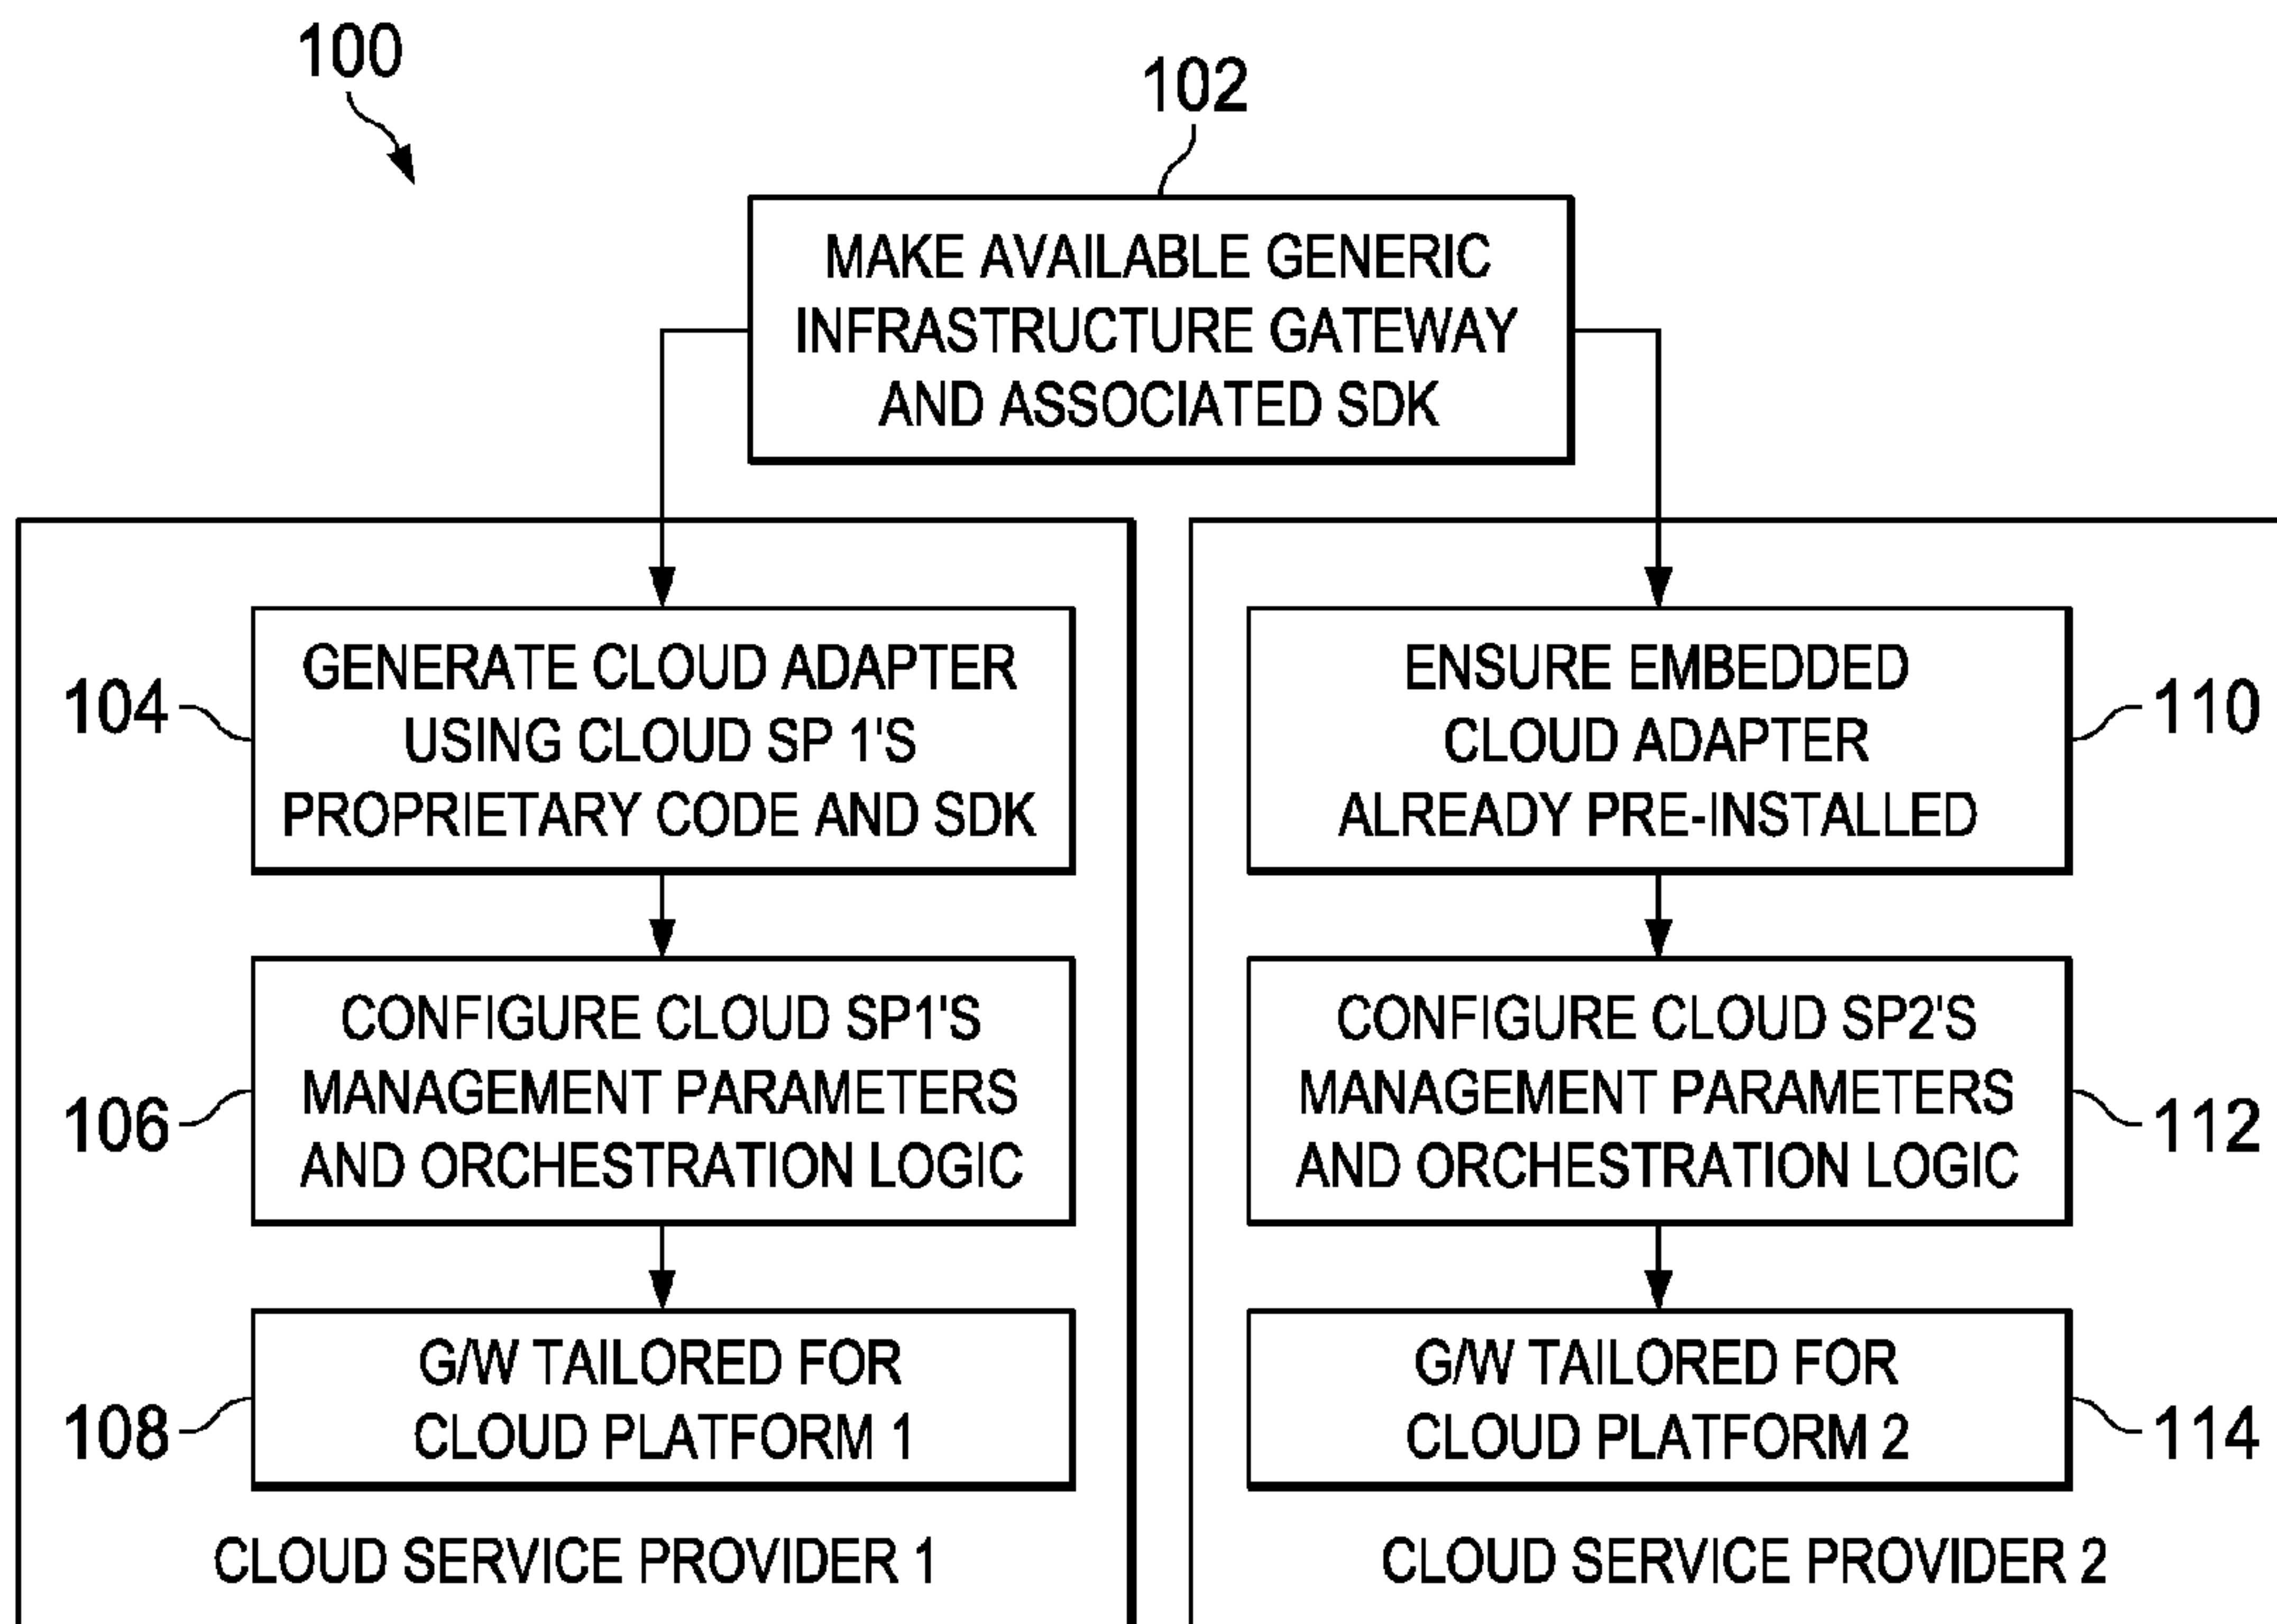 100
102
MAKE AVAILABLE GENERIC
INFRASTRUCTURE GATEWAY
AND ASSOCIATED SDK
104
GENERATE CLOUD ADAPTER
USING CLOUD SP 1'S
PROPRIETARY CODE AND SDK
106
CONFIGURE CLOUD SP1'S
MANAGEMENT PARAMETERS
AND ORCHESTRATION LOGIC
108
G/W TAILORED FOR
CLOUD PLATFORM 1
CLOUD SERVICE PROVIDER 1
ENSURE EMBEDDED
CLOUD ADAPTER
ALREADY PRE-INSTALLED
110
CONFIGURE CLOUD SP2'S
MANAGEMENT PARAMETERS
AND ORCHESTRATION LOGIC
112
G/W TAILORED FOR
CLOUD PLATFORM 2
114
CLOUD SERVICE PROVIDER 2